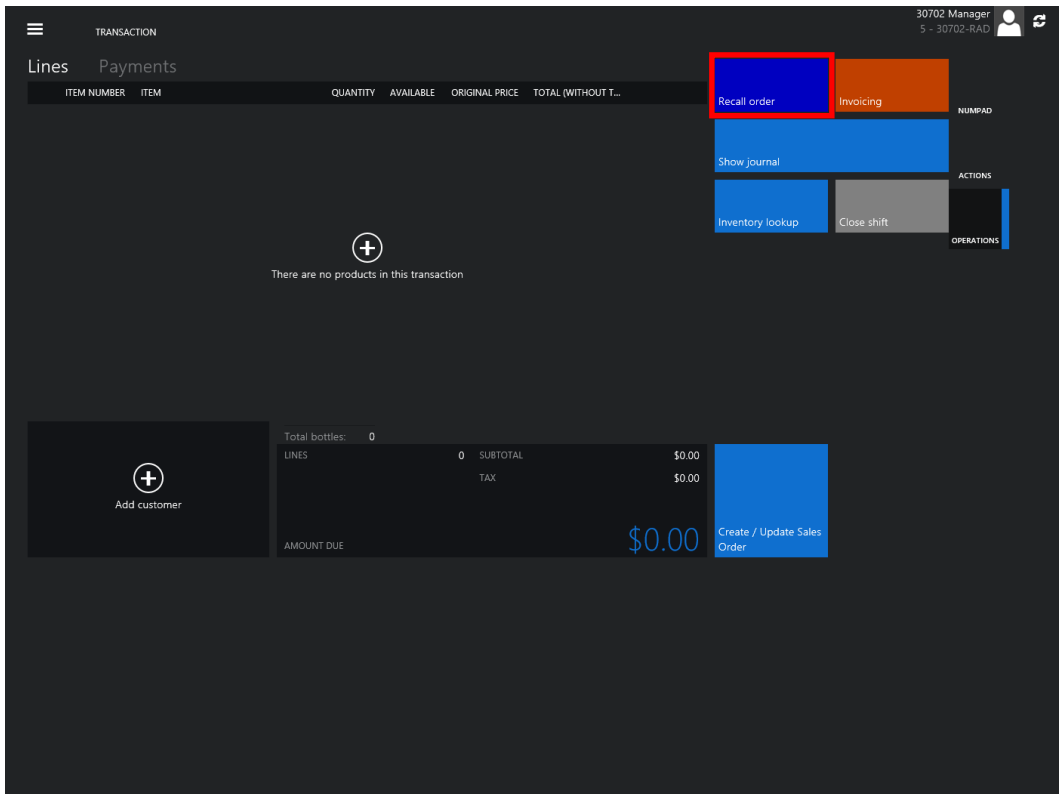 30702 Manager
5 - 30702-RAD
TRANSACTION
Lines Payments
ITEM NUMBER ITEM QUANTITY AVAILABLE ORIGINAL PRICE TOTAL (WITHOUT T...
Recall order
Invoicing
NUMPAD
Show journal
ACTIONS
Inventory lookup
Close shift
OPERATIONS
There are no products in this transaction
Add customer
Total bottles: 0
LINES 0 SUBTOTAL $0.00
TAX $0.00
AMOUNT DUE $0.00
Create / Update Sales
Order